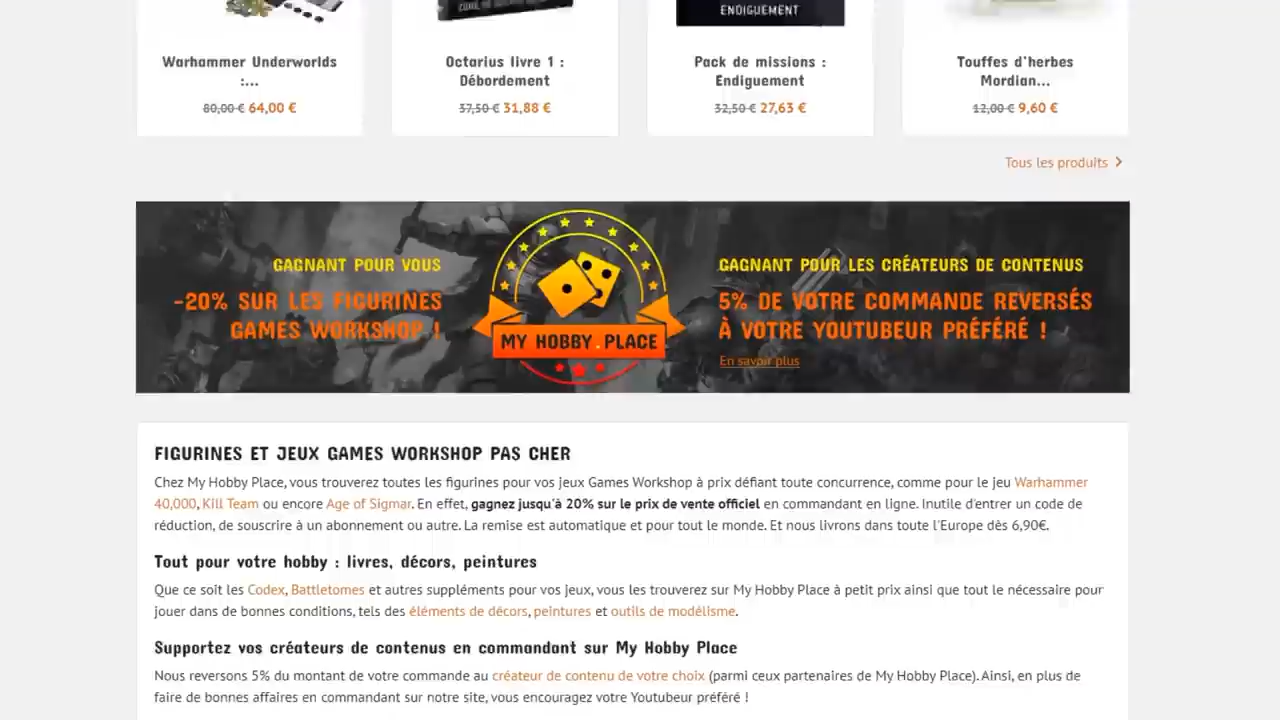 ENDIGUEMENT
Warhammer Underworlds
:...
80,00 € 64,00 €
Octarius livre 1 :
Débordement
37,50 € 31,88 €
Pack de missions :
Endiguement
32,50 € 27,63 €
Touffes d'herbes
Mordian...
12,00 € 9,60 €
Tous les produits
GAGNANT POUR VOUS
-20% SUR LES FIGURINES
GAMES WORKSHOP !
MY HOBBY.PLACE
GAGNANT POUR LES CRÉATEURS DE CONTENUS
5% DE VOTRE COMMANDE REVERSÉS
À VOTRE YOUTUBEUR PRÉFÉRÉ !
En savoir plus
FIGURINES ET JEUX GAMES WORKSHOP PAS CHER
Chez My Hobby Place, vous trouverez toutes les figurines pour vos jeux Games Workshop à prix défiant toute concurrence, comme pour le jeu Warhammer
40,000, Kill Team ou encore Age of Sigmar. En effet, gagnez jusqu'à 20% sur le prix de vente officiel en commandant en ligne. Inutile d'entrer un code de
réduction, de souscrire à un abonnement ou autre. La remise est automatique et pour tout le monde. Et nous livrons dans toute l'Europe dès 6,90€.
Tout pour votre hobby : livres, décors, peintures
Que ce soit les Codex, Battletomes et autres suppléments pour vos jeux, vous les trouverez sur My Hobby Place à petit prix ainsi que tout le nécessaire pour
jouer dans de bonnes conditions, tels des éléments de décors, peintures et outils de modélisme.
Supportez vos créateurs de contenus en commandant sur My Hobby Place
Nous reversons 5% du montant de votre commande au créateur de contenu de votre choix (parmi ceux partenaires de My Hobby Place). Ainsi, en plus de
faire de bonnes affaires en commandant sur notre site, vous encouragez votre Youtubeur préféré !